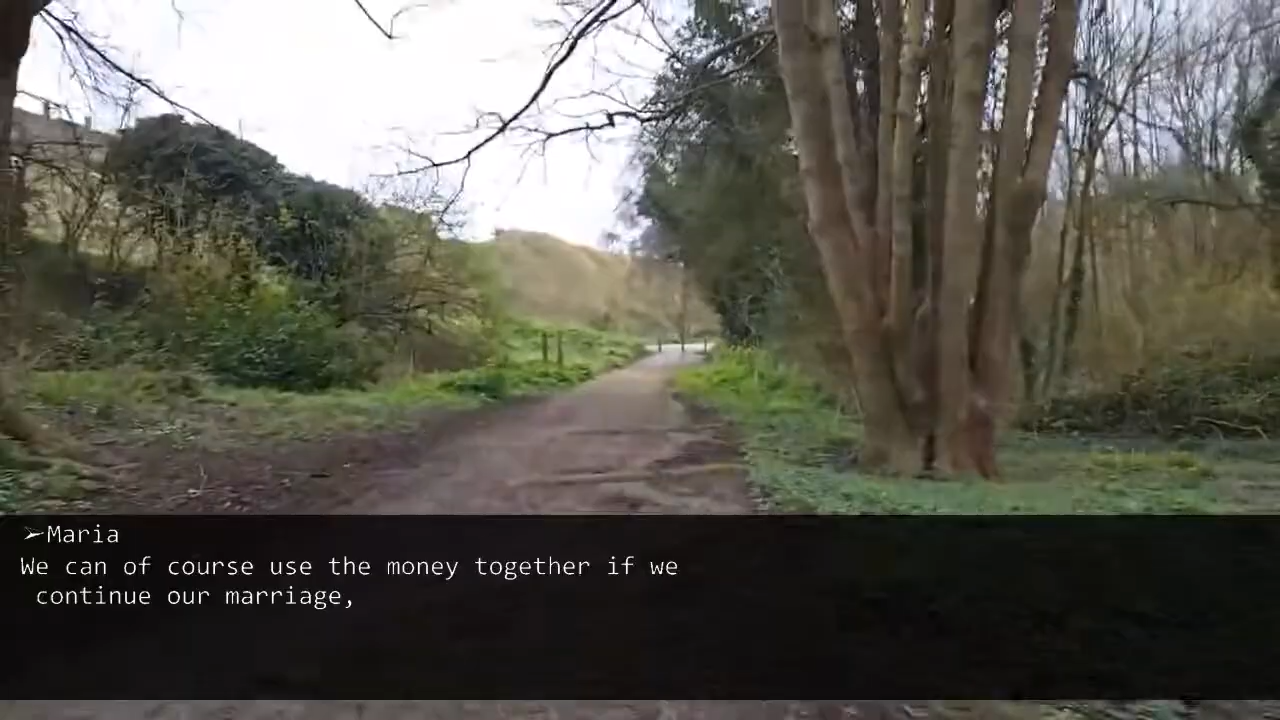 ➢Maria
We can of course use the money together if we
continue our marriage,